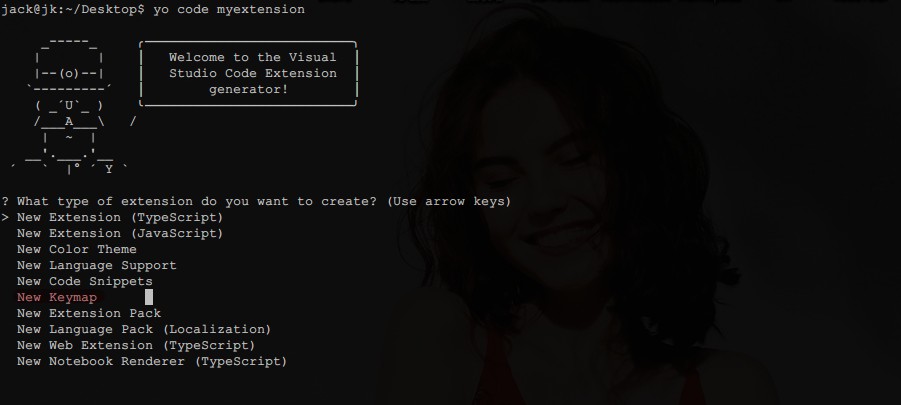 jack@jk:~/Desktop$ yo code myextension
Welcome to the Visual
Studio Code Extension
generator!
? What type of extension do you want to create? (Use arrow keys)
> New Extension (TypeScript)
New Extension (JavaScript)
New Color Theme
New Language Support
New Code Snippets
New Keymap
New Extension Pack
New Language Pack (Localization)
New Web Extension (TypeScript)
New Notebook Renderer (TypeScript)